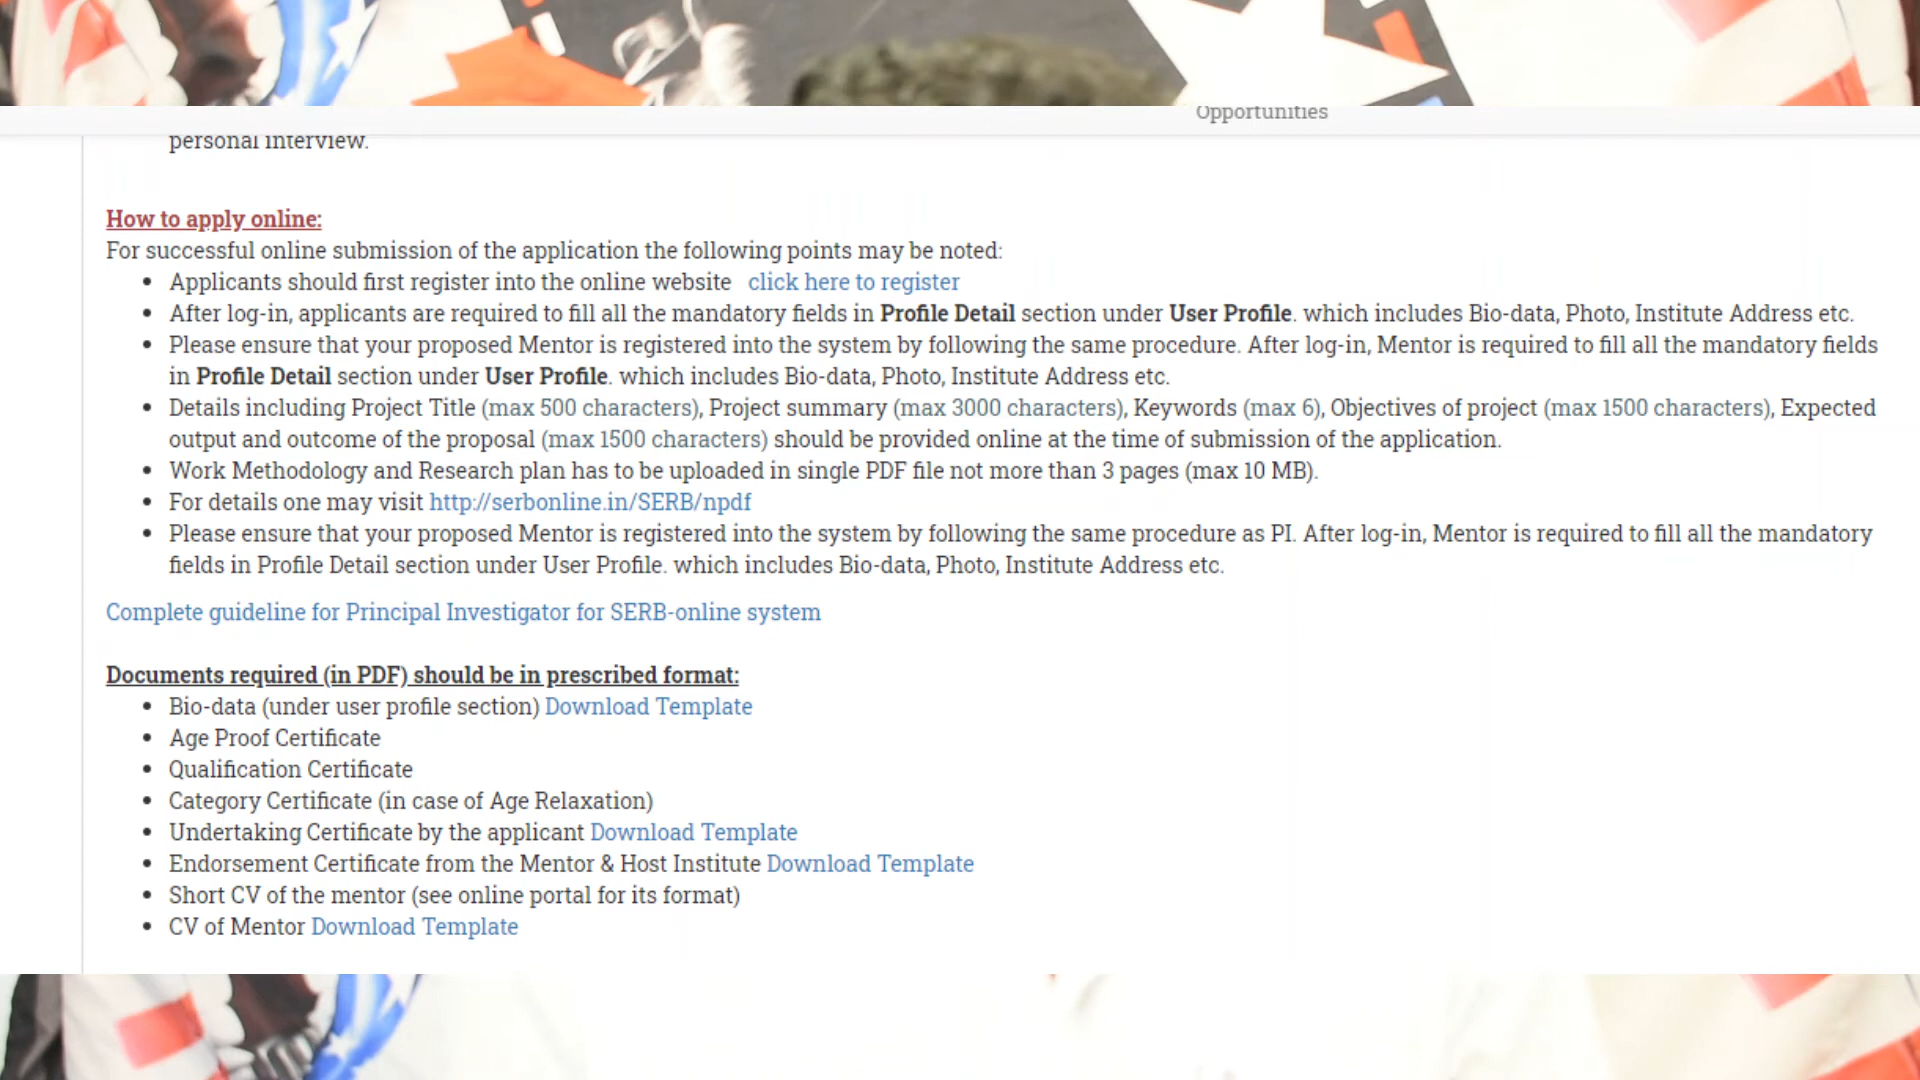 Opportunities
personal interview.
How to apply online:
For successful online submission of the application the following points may be noted:
• Applicants should first register into the online website click here to register
• After log-in, applicants are required to fill all the mandatory fields in Profile Detail section under User Profile. which includes Bio-data, Photo, Institute Address etc.
• Please ensure that your proposed Mentor is registered into the system by following the same procedure. After log-in, Mentor is required to fill all the mandatory fields
in Profile Detail section under User Profile. which includes Bio-data, Photo, Institute Address etc.
• Details including Project Title (max 500 characters), Project summary (max 3000 characters), Keywords (max 6), Objectives of project (max 1500 characters), Expected
output and outcome of the proposal (max 1500 characters) should be provided online at the time of submission of the application.
• Work Methodology and Research plan has to be uploaded in single PDF file not more than 3 pages (max 10 MB).
• For details one may visit http://serbonline.in/SERB/npdf
• Please ensure that your proposed Mentor is registered into the system by following the same procedure as PI. After log-in, Mentor is required to fill all the mandatory
fields in Profile Detail section under User Profile. which includes Bio-data, Photo, Institute Address etc.
Complete guideline for Principal Investigator for SERB-online system
Documents required (in PDF) should be in prescribed format:
• Bio-data (under user profile section) Download Template
• Age Proof Certificate
• Qualification Certificate
• Category Certificate (in case of Age Relaxation)
• Undertaking Certificate by the applicant Download Template
• Endorsement Certificate from the Mentor & Host Institute Download Template
• Short CV of the mentor (see online portal for its format)
• CV of Mentor Download Template